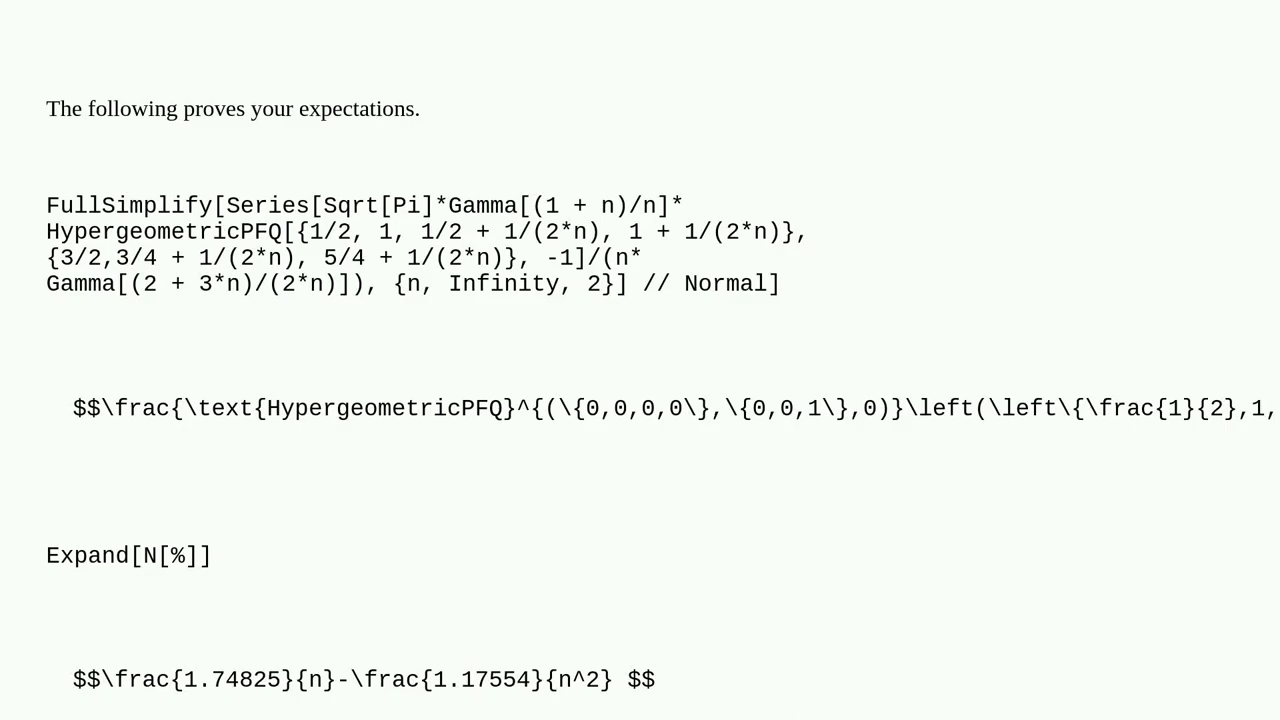 The following proves your expectations.
FullSimplify[Series[Sqrt[Pi]*Gamma[(1 + n)/n]*
HypergeometricPFQ[{1/2, 1, 1/2 + 1/(2*n), 1 + 1/(2*n)},
{3/2,3/4 + 1/(2*n), 5/4 + 1/(2*n)}, -1]/(n*
Gamma[(2 + 3*n)/(2*n)]), {n, Infinity, 2}] // Normal]
$$\frac{\text{HypergeometricPFQ}^{(\{0,0,0,0\},\{0,0,1\},0)}\left(\left\{\frac{1}{2},1,
Expand[N[%]]
$$\frac{1.74825}{n}-\frac{1.17554}{n^2} $$